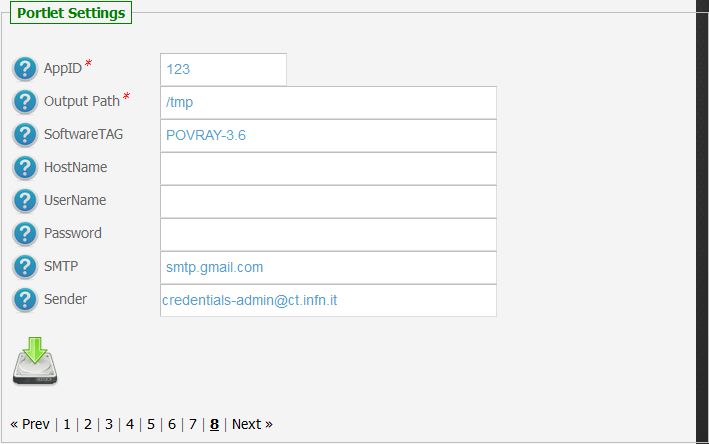 Portlet Settings
AppID* 123
Output Path* /tmp
SoftwareTAG POVRAY-3.6
HostName
UserName
Password
SMTP smtp.gmail.com
Sender credentials-admin@ct.infn.it
« Prev | 1 | 2 | 3 | 4 | 5 | 6 | 7 | 8 | Next »